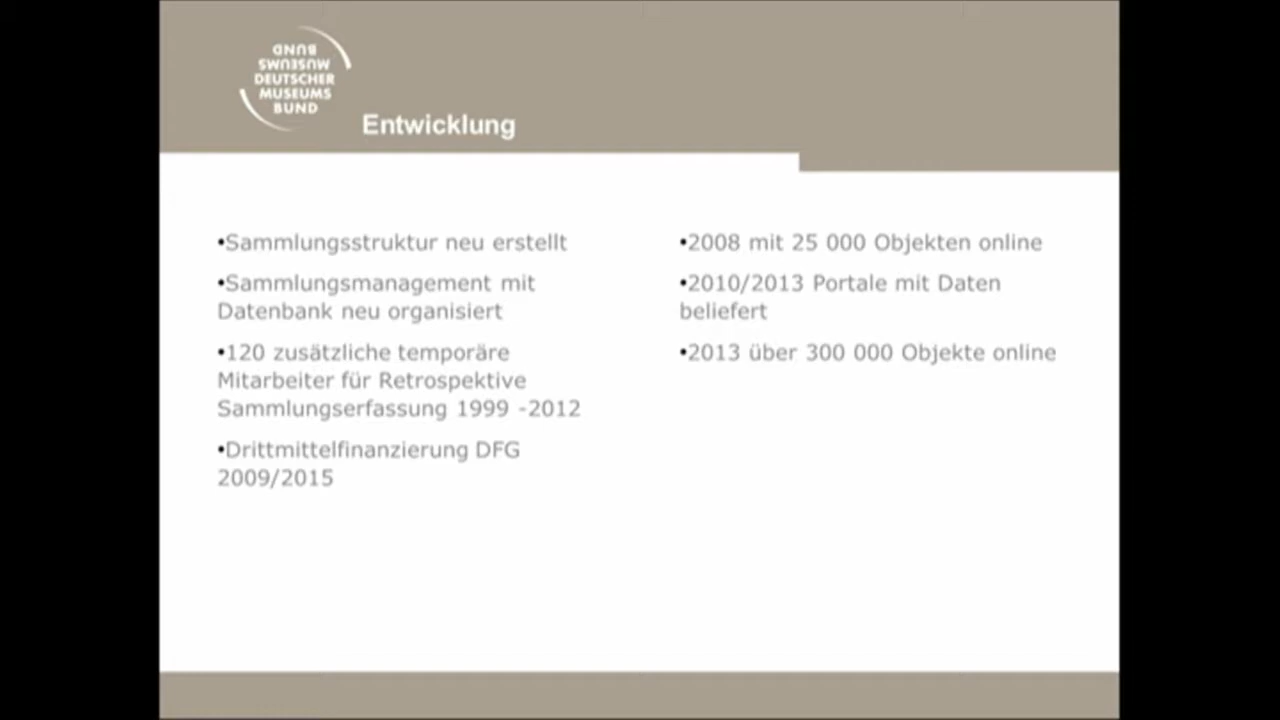 BUND
MUSEUMS
DEUTSCHER
MUSEUMS
BUND
Entwicklung
•Sammlungsstruktur neu erstellt
•Sammlungsmanagement mit
Datenbank neu organisiert
•120 zusätzliche temporäre
Mitarbeiter für Retrospektive
Sammlungserfassung 1999 -2012
•Drittmittelfinanzierung DFG
2009/2015
•2008 mit 25 000 Objekten online
•2010/2013 Portale mit Daten
beliefert
•2013 über 300 000 Objekte online